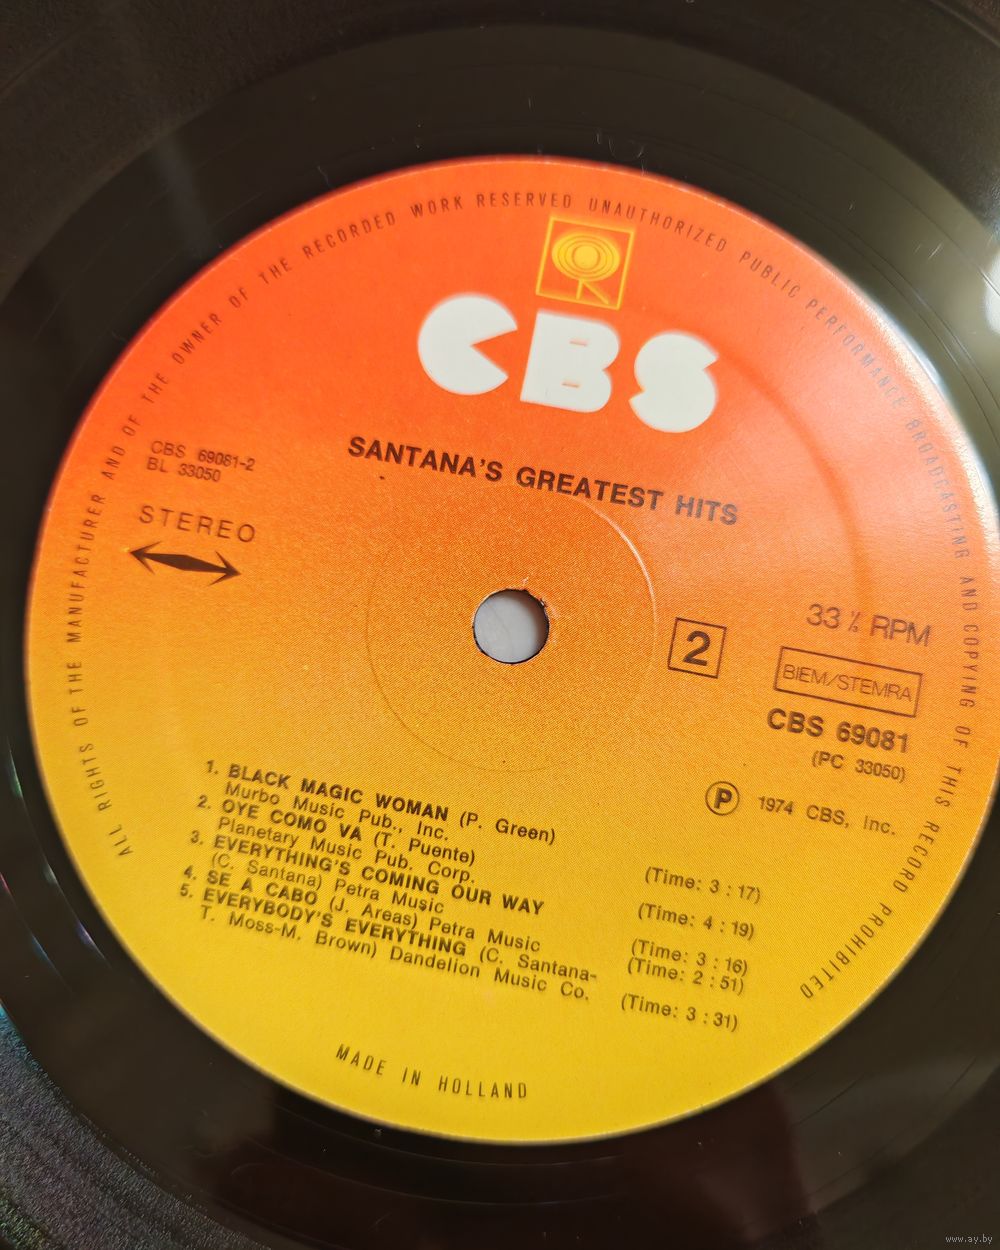 ALL RIGHTS OF THE MANUFACTURER AND OF THE OWNER OF THE RECORDED WORK RESERVED UNAUTHORIZED PUBLIC PERFORMANCE BROADCASTING AND COPYING OF THIS RECORD PROHIBITED
CBS
SANTANA'S GREATEST HITS
CBS 69081-2
BL 33050
STEREO
33 ⅓ RPM
2
BIEM/STEMRA
CBS 69081
(PC 33050)
Ⓟ 1974 CBS, Inc.
1. BLACK MAGIC WOMAN (P. Green)
Murbo Music Pub., Inc. (Time: 3 : 17)
2. OYE COMO VA (T. Puente)
Planetary Music Pub. Corp. (Time: 4 : 19)
3. EVERYTHING'S COMING OUR WAY
(C. Santana) Petra Music (Time: 3 : 16)
4. SE A CABO (J. Areas) Petra Music (Time: 2 : 51)
5. EVERYBODY'S EVERYTHING (C. Santana-
T. Moss-M. Brown) Dandelion Music Co. (Time: 3 : 31)
MADE IN HOLLAND
www.ay.by